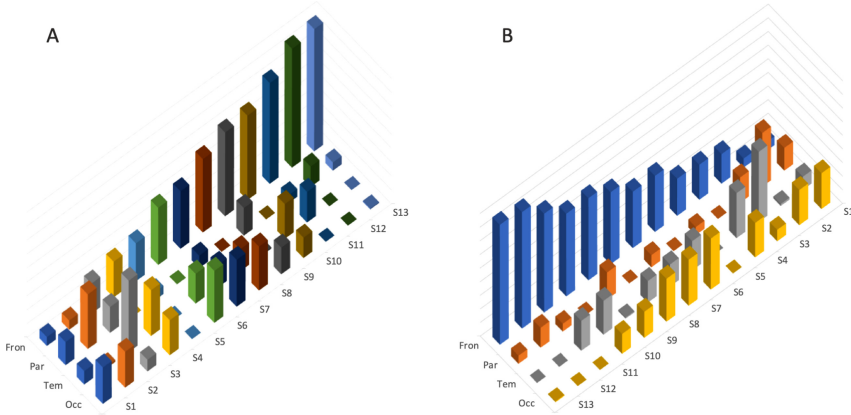 A
B
Fron
Par
Tem
Occ
S1
S2
S3
S4
S5
S6
S7
S8
S9
S10
S11
S12
S13
Fron
Par
Tem
Occ
S13
S12
S11
S10
S9
S8
S7
S6
S5
S4
S3
S2
S1